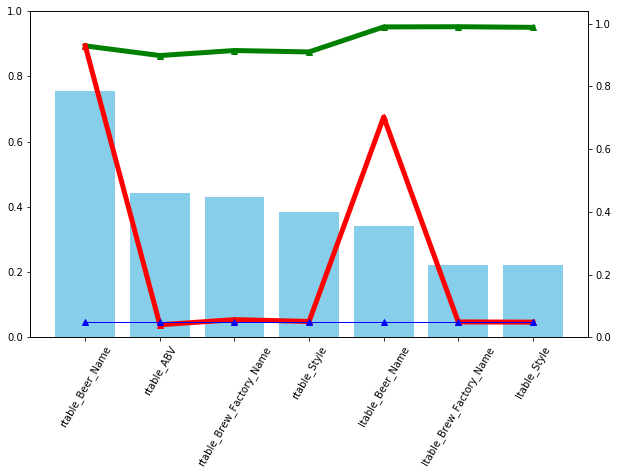 1.0
0.8
0.6
0.4
0.2
0.0
1.0
0.8
0.6
0.4
0.2
0.0
rtable_Beer_Name
rtable_ABV
rtable_Brew_Factory_Name
rtable_Style
ltable_Beer_Name
ltable_Brew_Factory_Name
ltable_Style